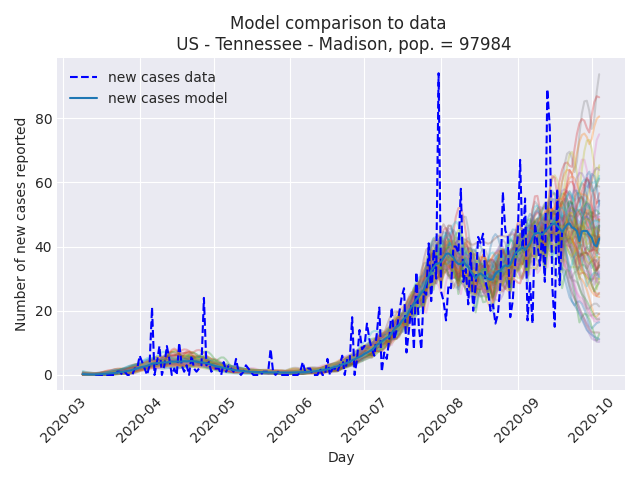 Model comparison to data
US - Tennessee - Madison, pop. = 97984
new cases data
new cases model
Number of new cases reported
80
60
40
20
0
2020-03
2020-04
2020-05
2020-06
2020-07
2020-08
2020-09
2020-10
Day